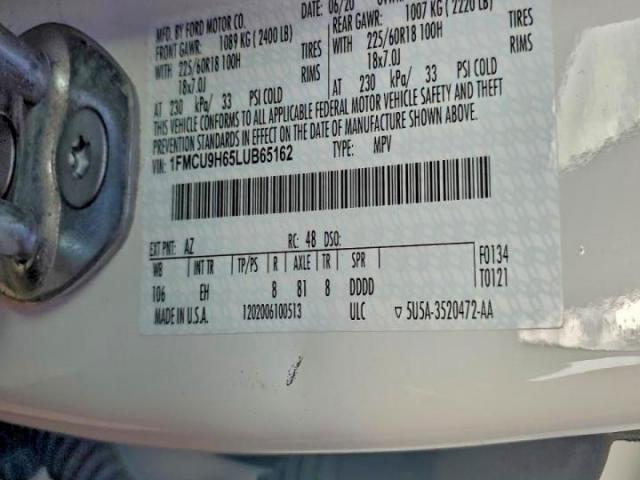 MFD. BY FORD MOTOR CO.
DATE: 06/20
FRONT GAWR: 1089 KG ( 2400 LB)
REAR GAWR: 1007 KG ( 2220 LB)
WITH 225/60R18 100H TIRES
WITH 225/60R18 100H TIRES
18x7.0J RIMS
18x7.0J RIMS
AT 230 kPa/ 33 PSI COLD
AT 230 kPa/ 33 PSI COLD
THIS VEHICLE CONFORMS TO ALL APPLICABLE FEDERAL MOTOR VEHICLE SAFETY AND THEFT
PREVENTION STANDARDS IN EFFECT ON THE DATE OF MANUFACTURE SHOWN ABOVE.
VIN: 1FMCU9H65LUB65162 TYPE: MPV
EXT PNT: AZ RC: 48 DSO:
WB INT TR TP/PS R AXLE TR SPR
106 EH 8 81 8 DDDD
F0134
T0121
MADE IN U.S.A. 1202006100513 ULC ▽ 5U5A-3520472-AA